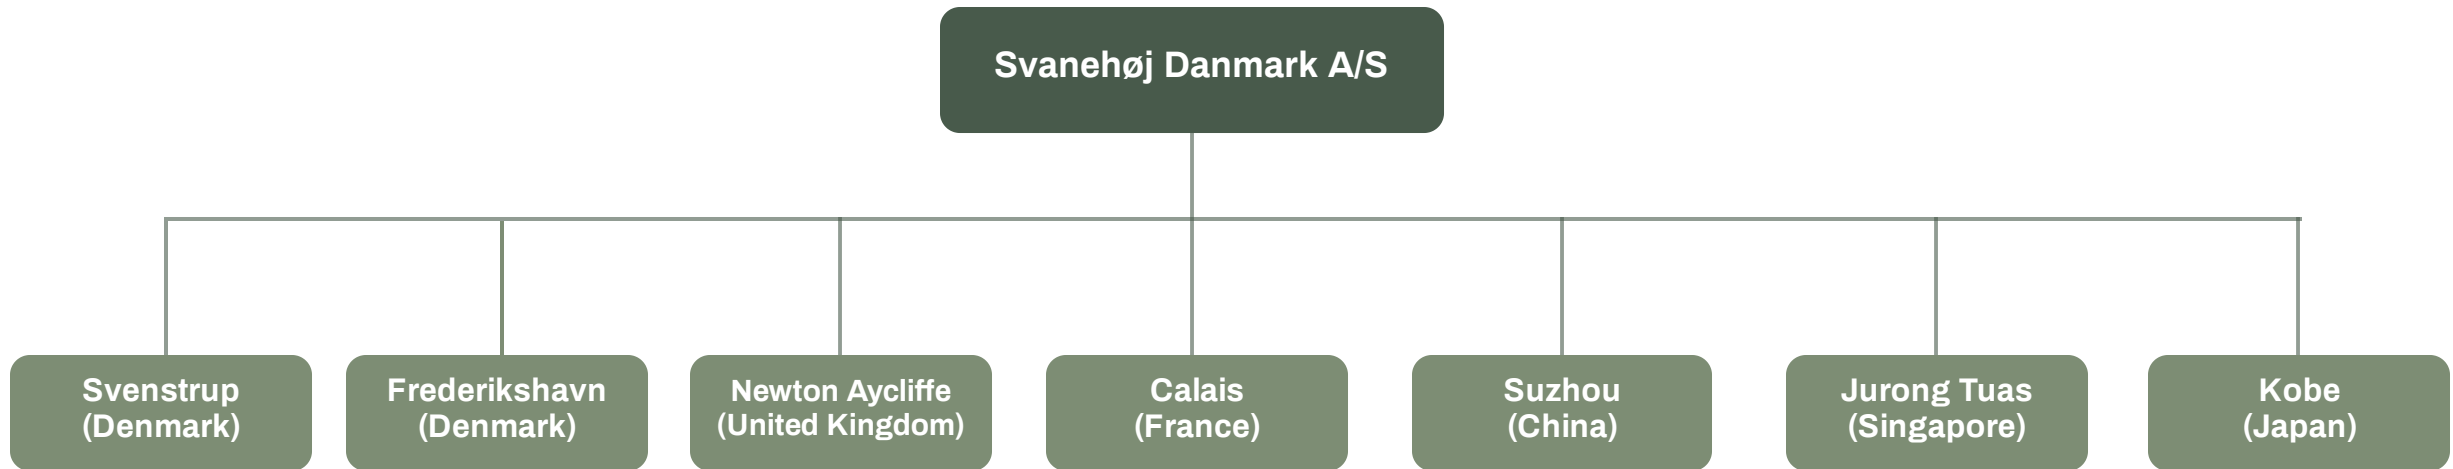 Svanehøj Danmark A/S
Svenstrup
(Denmark)
Frederikshavn
(Denmark)
Newton Aycliffe
(United Kingdom)
Calais
(France)
Suzhou
(China)
Jurong Tuas
(Singapore)
Kobe
(Japan)